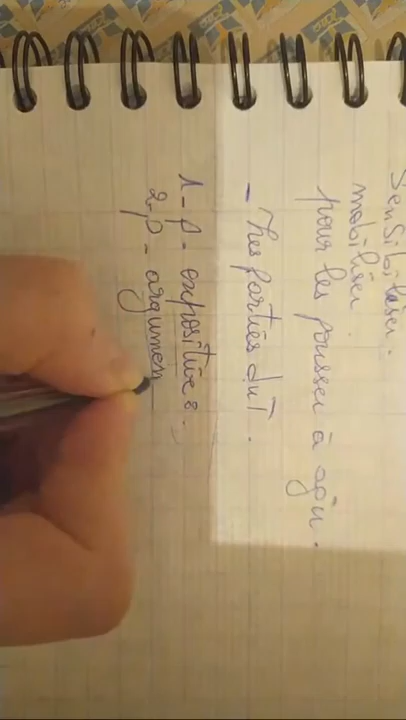 Sensibiliser.
mobiliser.
pour les pousser à agir.
- Les parties du T.
1- p- expositive :
2- p- argumen